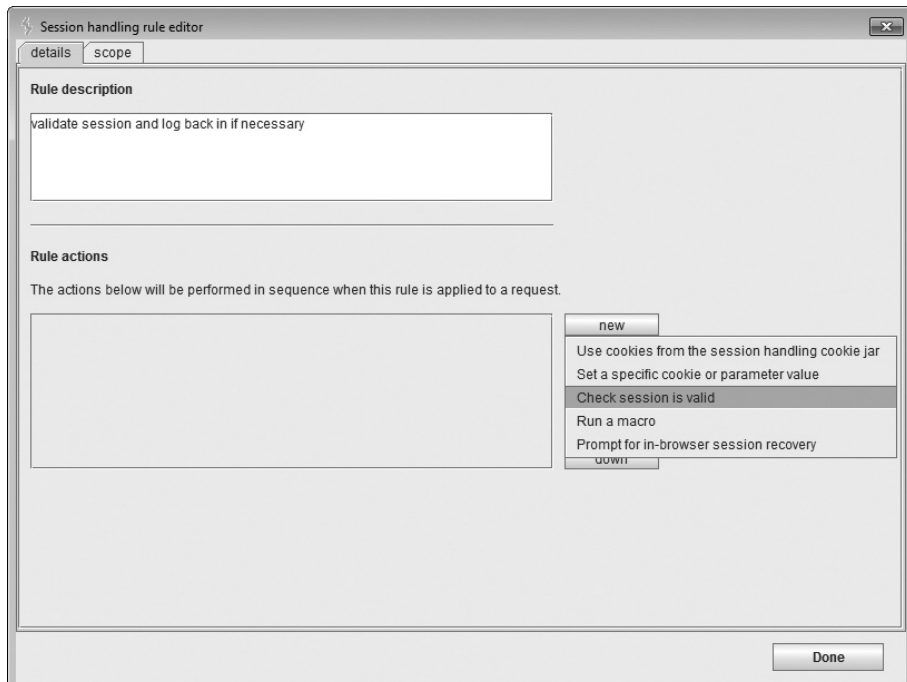 Session handling rule editor
details scope
Rule description
validate session and log back in if necessary
Rule actions
The actions below will be performed in sequence when this rule is applied to a request.
new
Use cookies from the session handling cookie jar
Set a specific cookie or parameter value
Check session is valid
Run a macro
Prompt for in-browser session recovery
down
Done